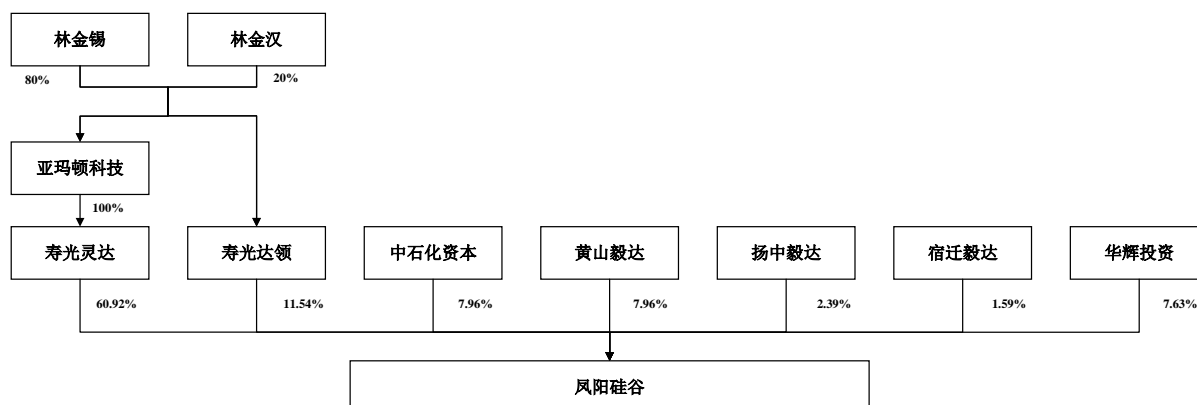 林金锡
林金汉
80%
20%
亚玛顿科技
100%
寿光灵达
寿光达领
中石化资本
黄山毅达
扬中毅达
宿迁毅达
华辉投资
60.92%
11.54%
7.96%
7.96%
2.39%
1.59%
7.63%
凤阳硅谷